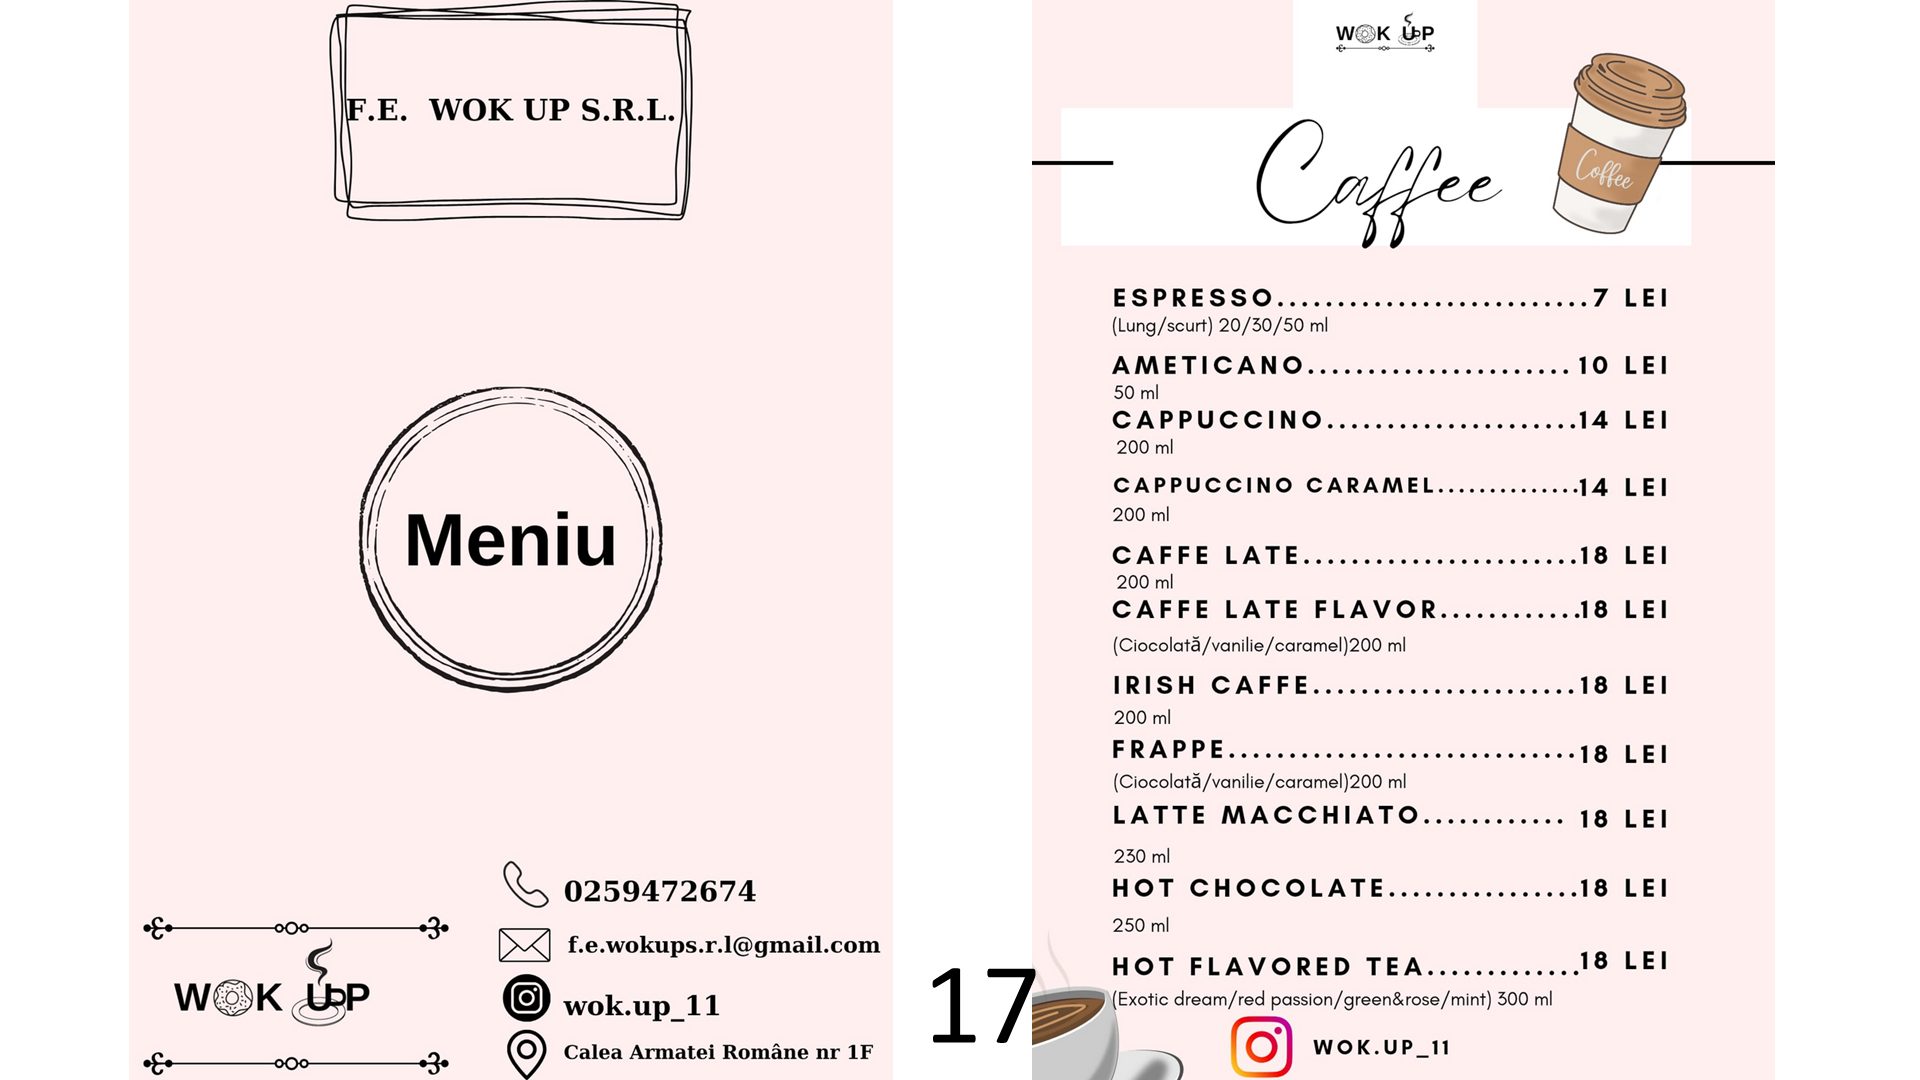 F.E. WOK UP S.R.L.
Meniu
0259472674
f.e.wokups.r.l@gmail.com
WOK UP
wok.up_11
Calea Armatei Române nr 1F
17
WOK UP
Caffee
Coffee
ESPRESSO..........................7 LEI
(Lung/scurt) 20/30/50 ml
AMETICANO...................... 10 LEI
50 ml
CAPPUCCINO.....................14 LEI
200 ml
CAPPUCCINO CARAMEL..............14 LEI
200 ml
CAFFE LATE.......................18 LEI
200 ml
CAFFE LATE FLAVOR............18 LEI
(Ciocolată/vanilie/caramel)200 ml
IRISH CAFFE......................18 LEI
200 ml
FRAPPE.............................18 LEI
(Ciocolată/vanilie/caramel)200 ml
LATTE MACCHIATO............ 18 LEI
230 ml
HOT CHOCOLATE................18 LEI
250 ml
HOT FLAVORED TEA.............18 LEI
(Exotic dream/red passion/green&rose/mint) 300 ml
WOK.UP_11